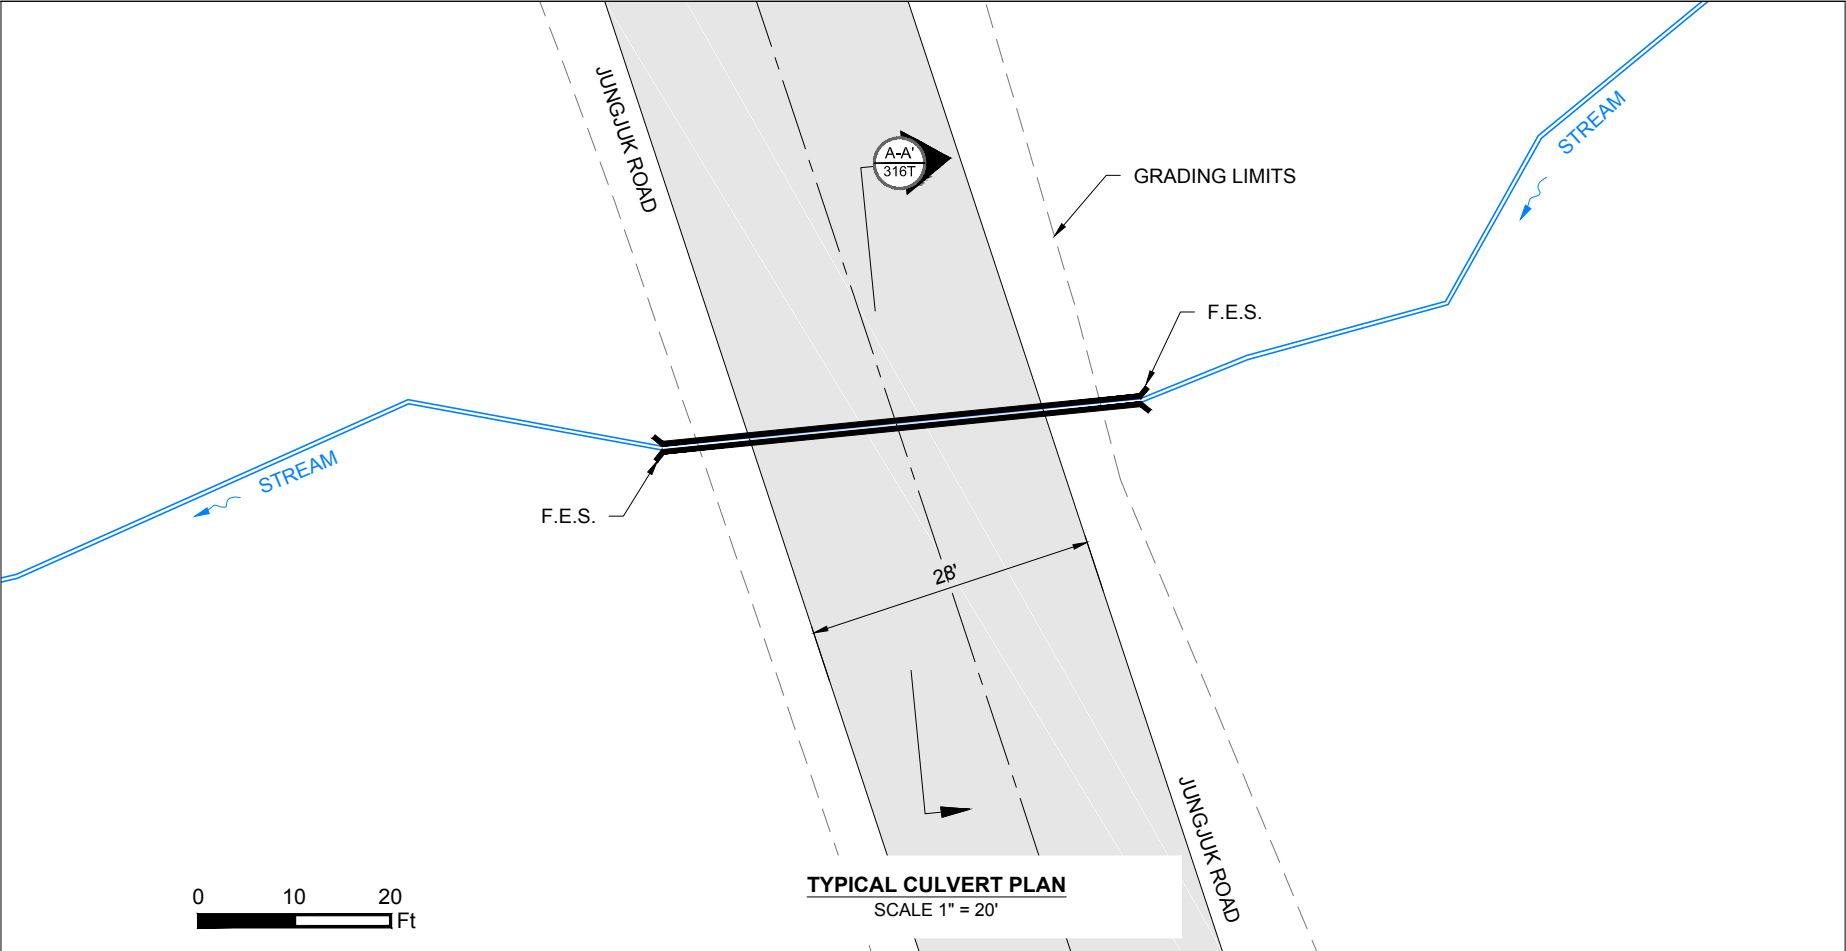 JUNGJUK ROAD
STREAM
A-A'
316T
GRADING LIMITS
F.E.S.
STREAM
F.E.S.
28'
JUNGJUK ROAD
TYPICAL CULVERT PLAN
SCALE 1" = 20'
0 10 20
Ft